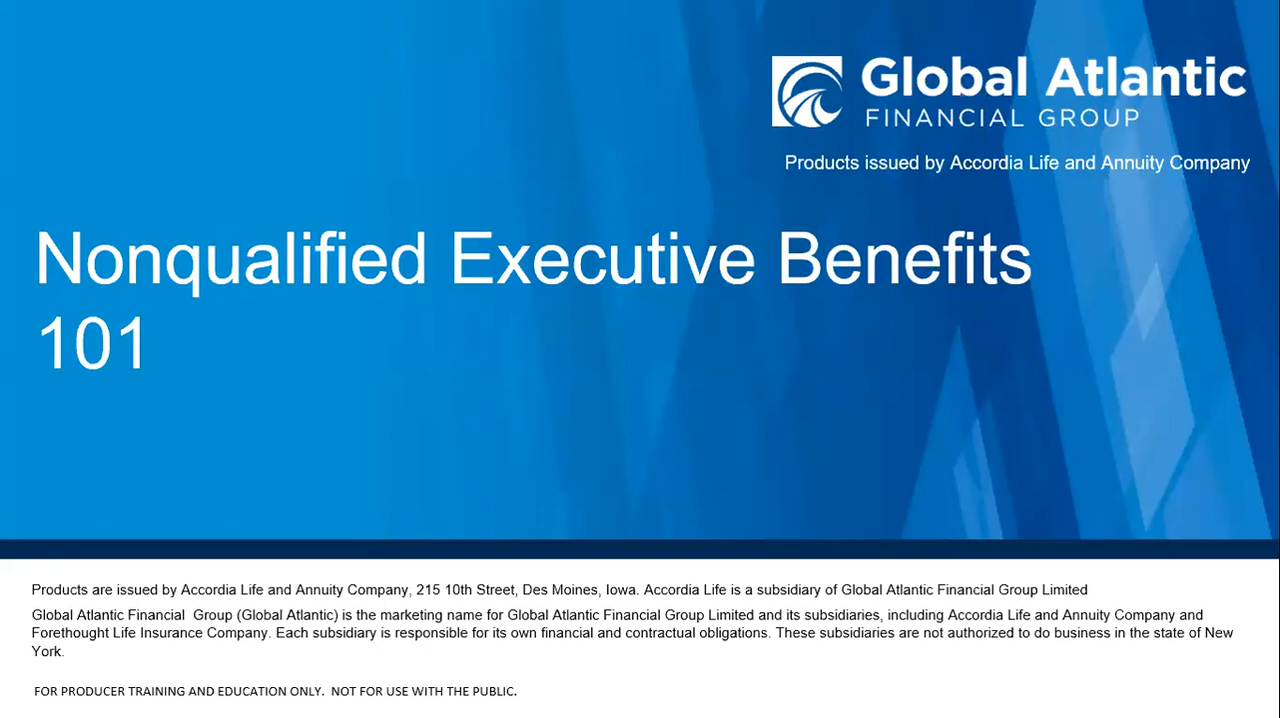 Global Atlantic
FINANCIAL GROUP
Products issued by Accordia Life and Annuity Company
Nonqualified Executive Benefits
101
Products are issued by Accordia Life and Annuity Company, 215 10th Street, Des Moines, Iowa. Accordia Life is a subsidiary of Global Atlantic Financial Group Limited
Global Atlantic Financial Group (Global Atlantic) is the marketing name for Global Atlantic Financial Group Limited and its subsidiaries, including Accordia Life and Annuity Company and
Forethought Life Insurance Company. Each subsidiary is responsible for its own financial and contractual obligations. These subsidiaries are not authorized to do business in the state of New
York.
FOR PRODUCER TRAINING AND EDUCATION ONLY. NOT FOR USE WITH THE PUBLIC.